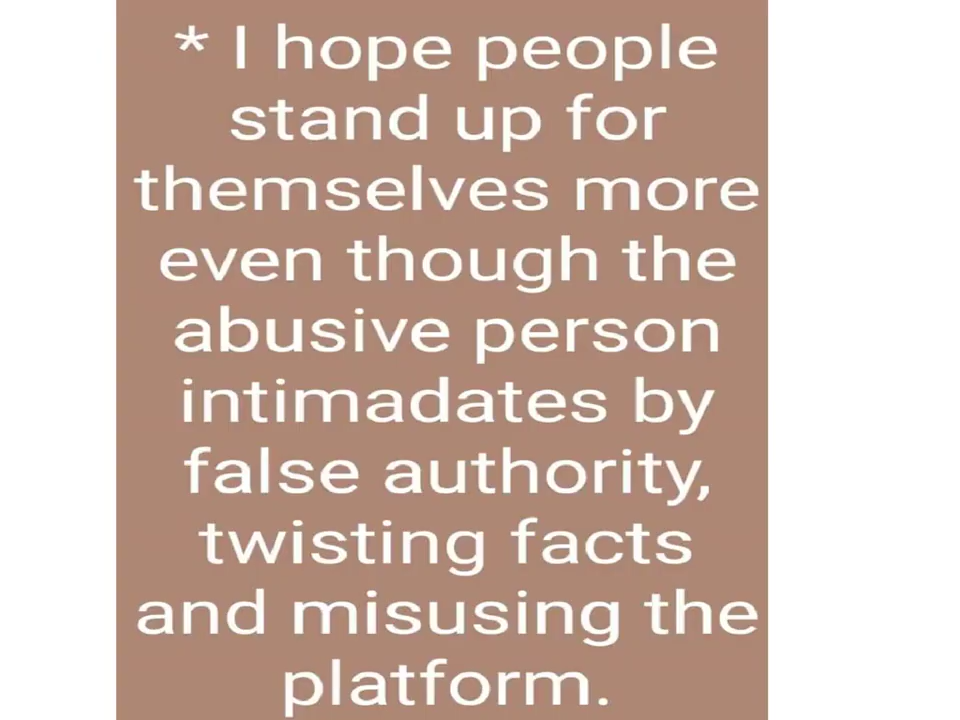 * I hope people
stand up for
themselves more
even though the
abusive person
intimadates by
false authority,
twisting facts
and misusing the
platform.